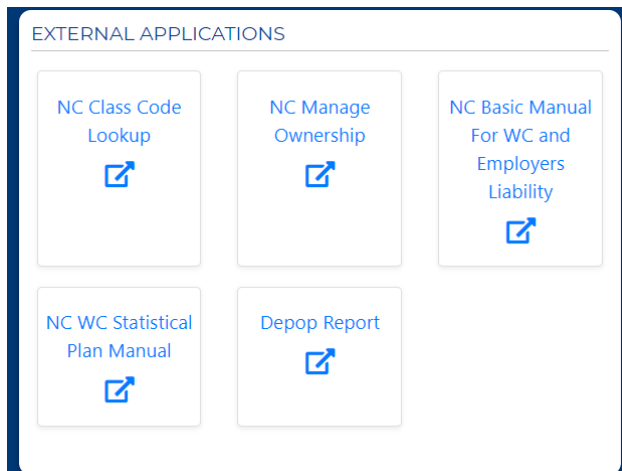 EXTERNAL APPLICATIONS
NC Class Code
Lookup
NC Manage
Ownership
NC Basic Manual
For WC and
Employers
Liability
NC WC Statistical
Plan Manual
Depop Report